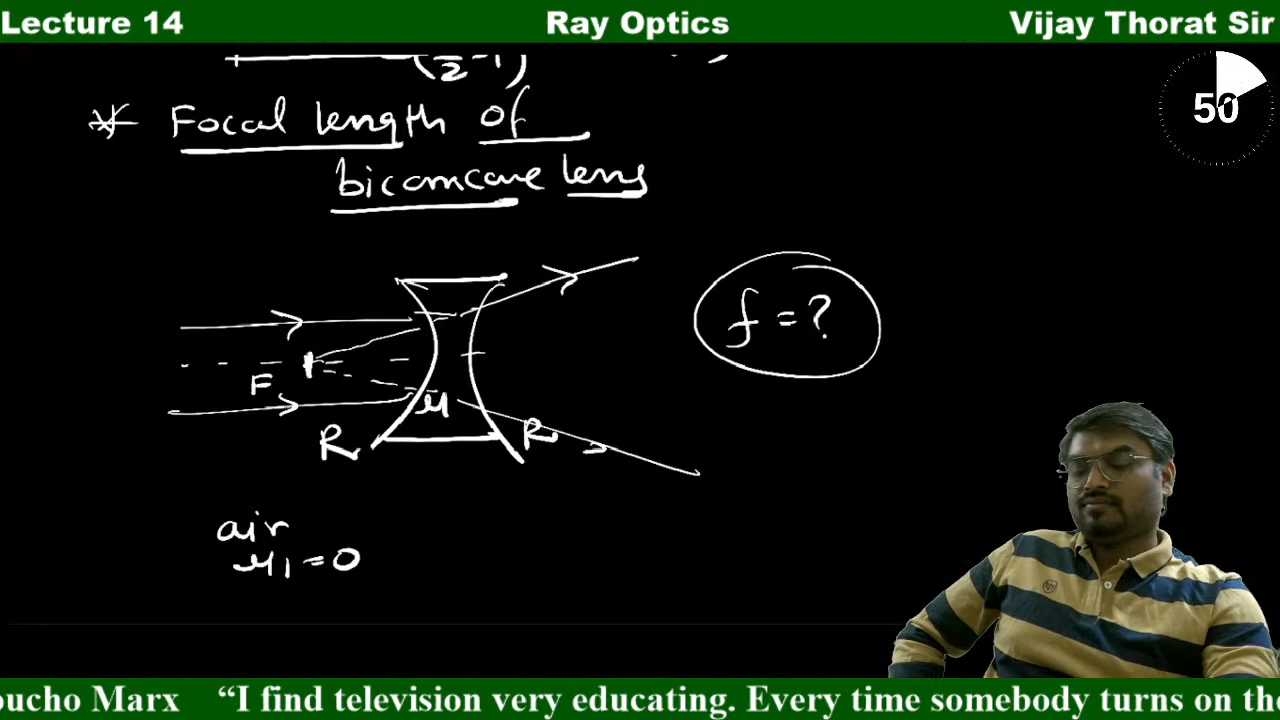 Lecture 14
Ray Optics
Vijay Thorat Sir
50
* Focal length of
biconcave lens
f = ?
F
μ
R
R
air
μ1 = 0
oucho Marx “I find television very educating. Every time somebody turns on the